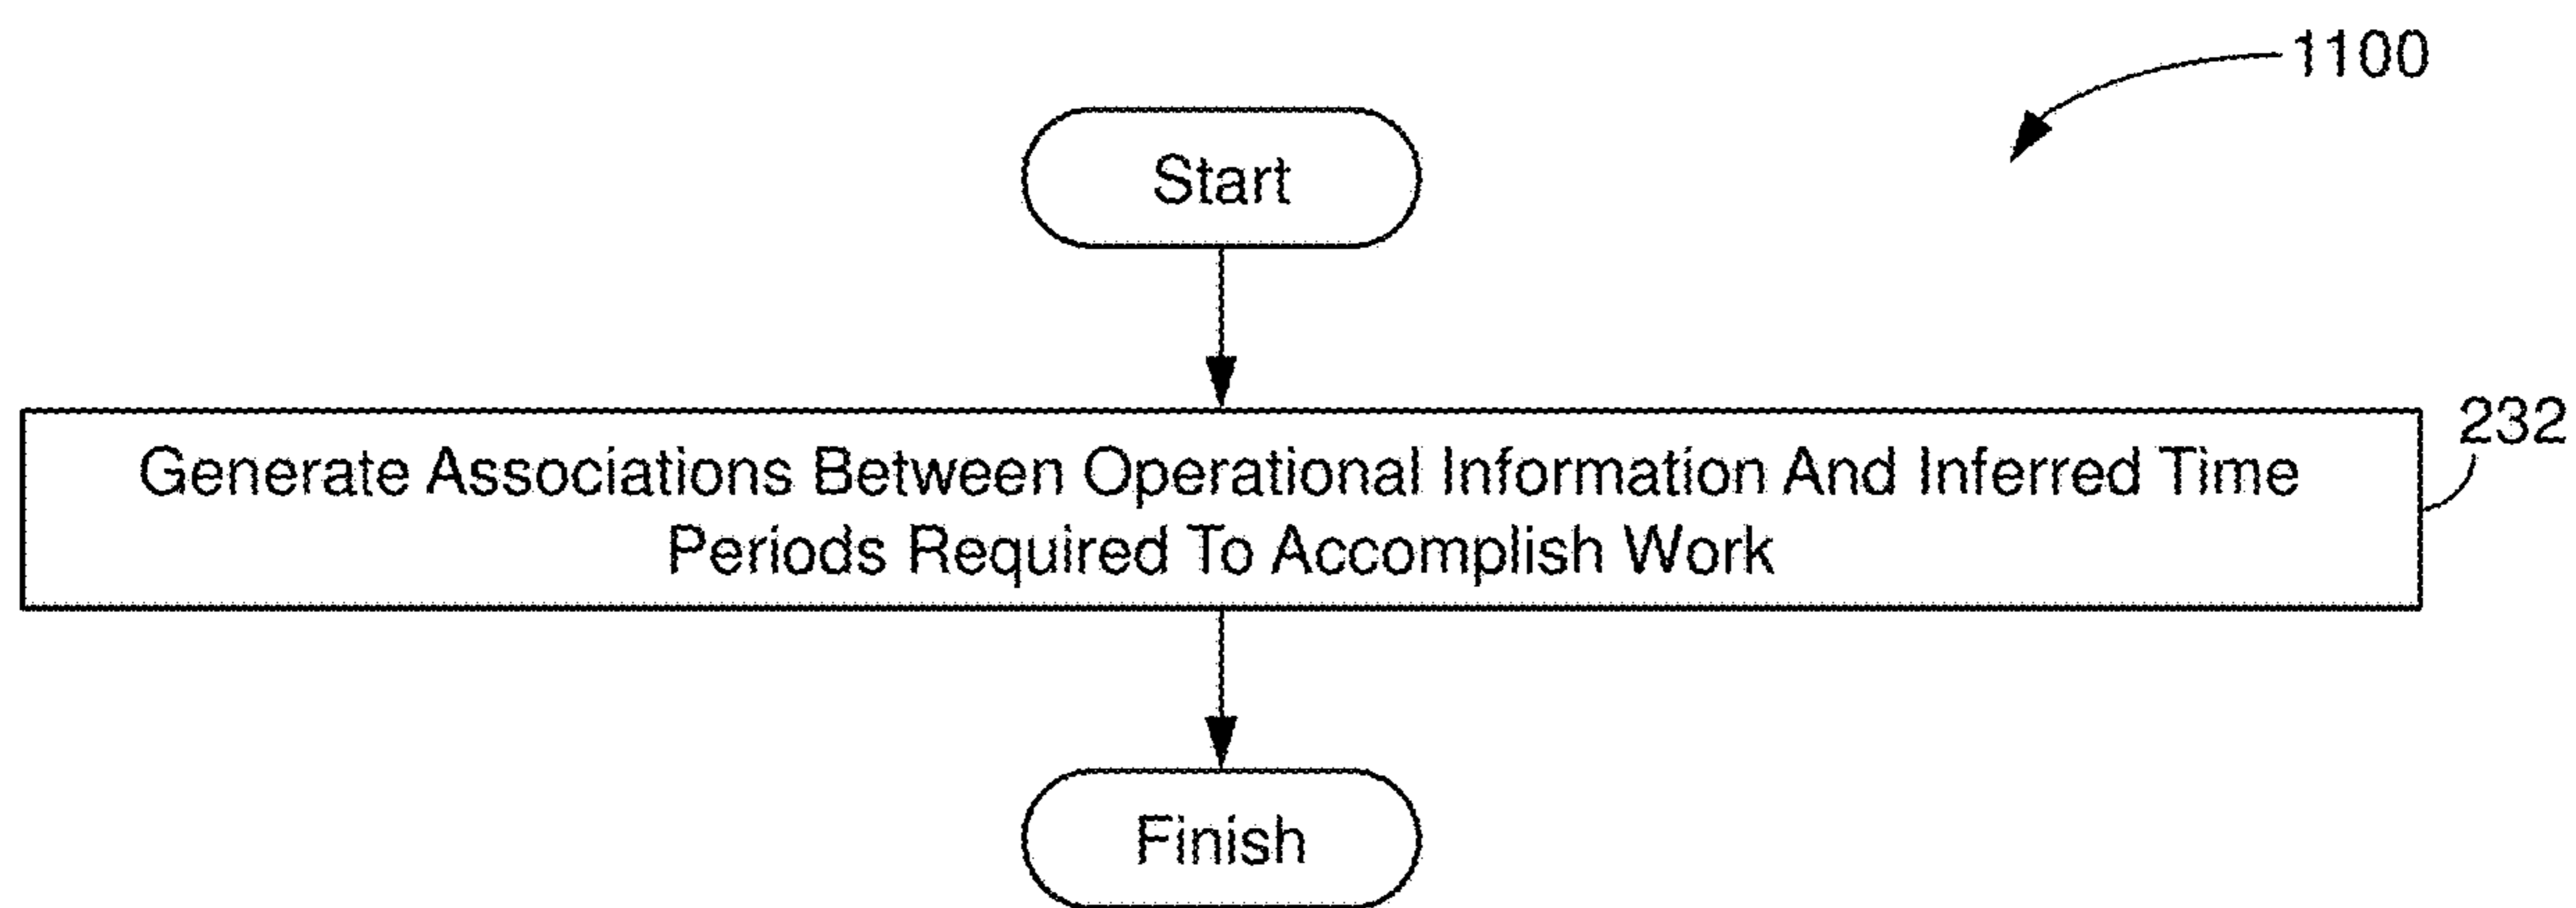 1100
Start
Generate Associations Between Operational Information And Inferred Time
Periods Required To Accomplish Work
232
Finish